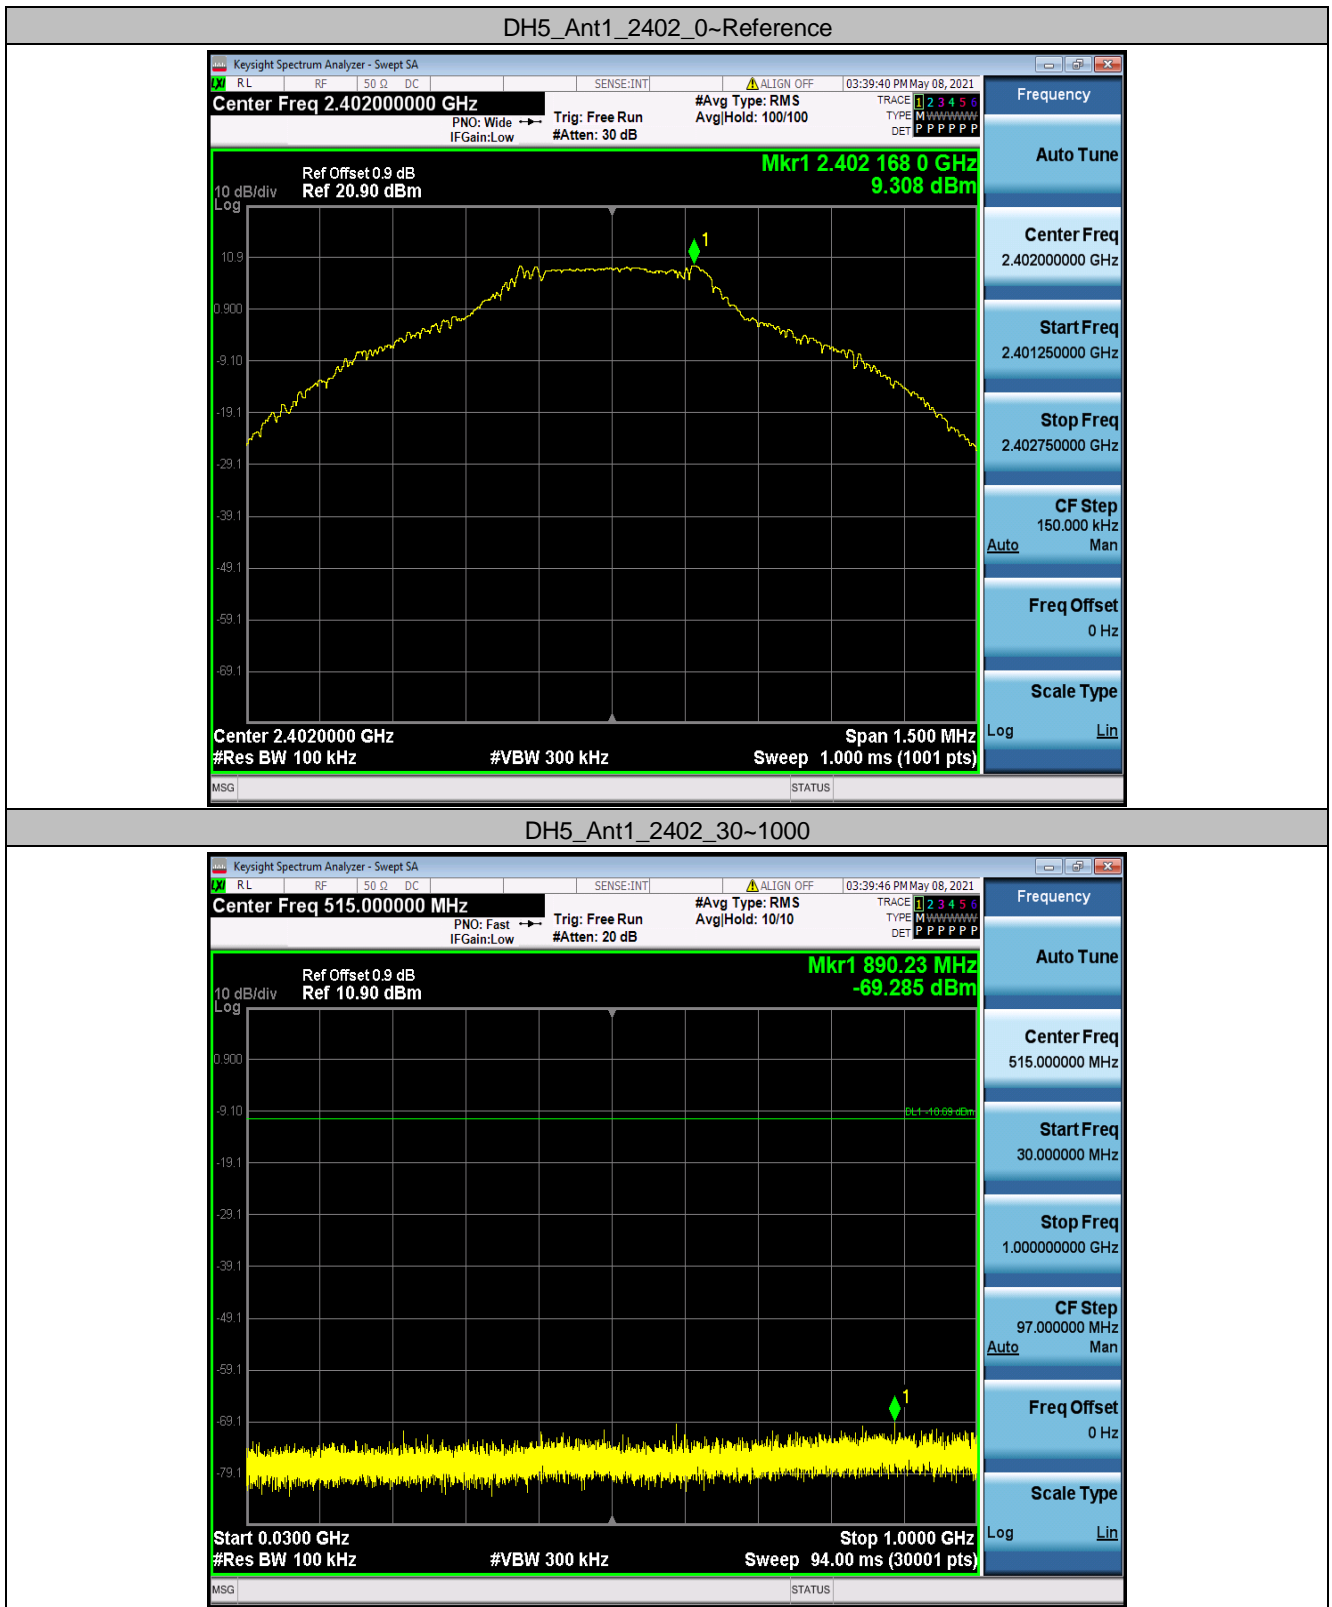 DH5_Ant1_2402_0~Reference
Keysight Spectrum Analyzer - Swept SA
LXI RL RF 50 Ω DC SENSE:INT ALIGN OFF 03:39:40 PM May 08, 2021
Center Freq 2.402000000 GHz
PNO: Wide
IFGain:Low
Trig: Free Run
#Atten: 30 dB
#Avg Type: RMS
Avg|Hold: 100/100
TRACE 1 2 3 4 5 6
TYPE M WWWWW
DET P P P P P P
Mkr1 2.402 168 0 GHz
9.308 dBm
Ref Offset 0.9 dB
10 dB/div Ref 20.90 dBm
Log
1
10.9
0.900
-9.10
-19.1
-29.1
-39.1
-49.1
-59.1
-69.1
Center 2.4020000 GHz Span 1.500 MHz
#Res BW 100 kHz #VBW 300 kHz Sweep 1.000 ms (1001 pts)
MSG STATUS
Frequency
Auto Tune
Center Freq
2.402000000 GHz
Start Freq
2.401250000 GHz
Stop Freq
2.402750000 GHz
CF Step
150.000 kHz
Auto Man
Freq Offset
0 Hz
Scale Type
Log Lin
DH5_Ant1_2402_30~1000
Keysight Spectrum Analyzer - Swept SA
LXI RL RF 50 Ω DC SENSE:INT ALIGN OFF 03:39:46 PM May 08, 2021
Center Freq 515.000000 MHz
PNO: Fast
IFGain:Low
Trig: Free Run
#Atten: 20 dB
#Avg Type: RMS
Avg|Hold: 10/10
TRACE 1 2 3 4 5 6
TYPE M WWWWW
DET P P P P P P
Mkr1 890.23 MHz
-69.285 dBm
Ref Offset 0.9 dB
10 dB/div Ref 10.90 dBm
Log
0.900
-9.10
DL1 -10.69 dBm
-19.1
-29.1
-39.1
-49.1
-59.1
1
-69.1
-79.1
Start 0.0300 GHz Stop 1.0000 GHz
#Res BW 100 kHz #VBW 300 kHz Sweep 94.00 ms (30001 pts)
MSG STATUS
Frequency
Auto Tune
Center Freq
515.000000 MHz
Start Freq
30.000000 MHz
Stop Freq
1.000000000 GHz
CF Step
97.000000 MHz
Auto Man
Freq Offset
0 Hz
Scale Type
Log Lin